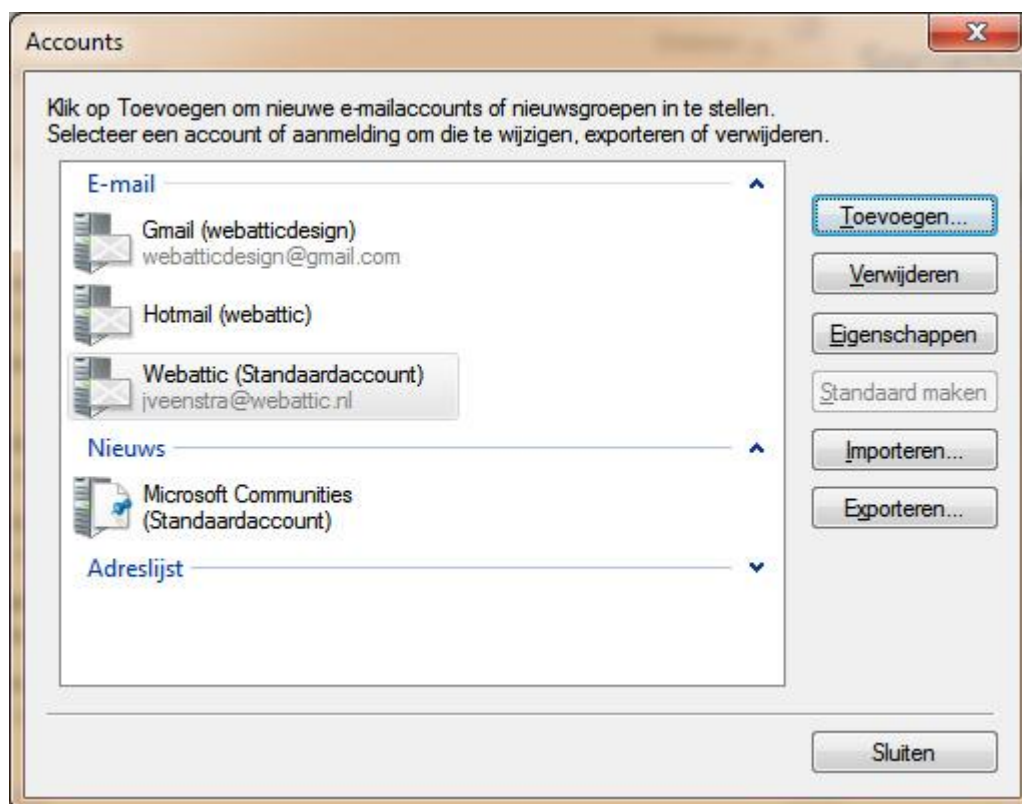 Accounts
Klik op Toevoegen om nieuwe e-mailaccounts of nieuwsgroepen in te stellen.
Selecteer een account of aanmelding om die te wijzigen, exporteren of verwijderen.
E-mail
Gmail (webatticdesign)
webatticdesign@gmail.com
Hotmail (webattic)
Webattic (Standaardaccount)
jveenstra@webattic.nl
Nieuws
Microsoft Communities
(Standaardaccount)
Adreslijst
Toevoegen...
Verwijderen
Eigenschappen
Standaard maken
Importeren...
Exporteren...
Sluiten